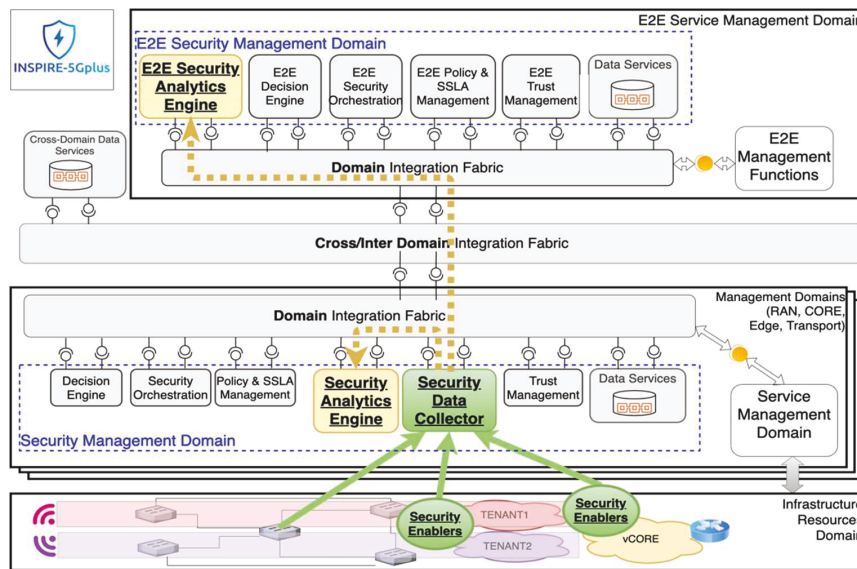 E2E Service Management Domain
INSPIRE-5Gplus
E2E Security Management Domain
E2E Security
Analytics
Engine
E2E
Decision
Engine
E2E
Security
Orchestration
E2E Policy &
SSLA
Management
E2E
Trust
Management
Data Services
Cross-Domain Data
Services
Domain Integration Fabric
E2E
Management
Functions
Cross/Inter Domain Integration Fabric
Domain Integration Fabric
Management Domains
(RAN, CORE,
Edge, Transport)
Decision
Engine
Security
Orchestration
Policy & SSLA
Management
Security
Analytics
Engine
Security
Data
Collector
Trust
Management
Data Services
Service
Management
Domain
Security Management Domain
Security
Enablers
TENANT1
Security
Enablers
TENANT2
vCORE
Infrastructure
Resources
Domain